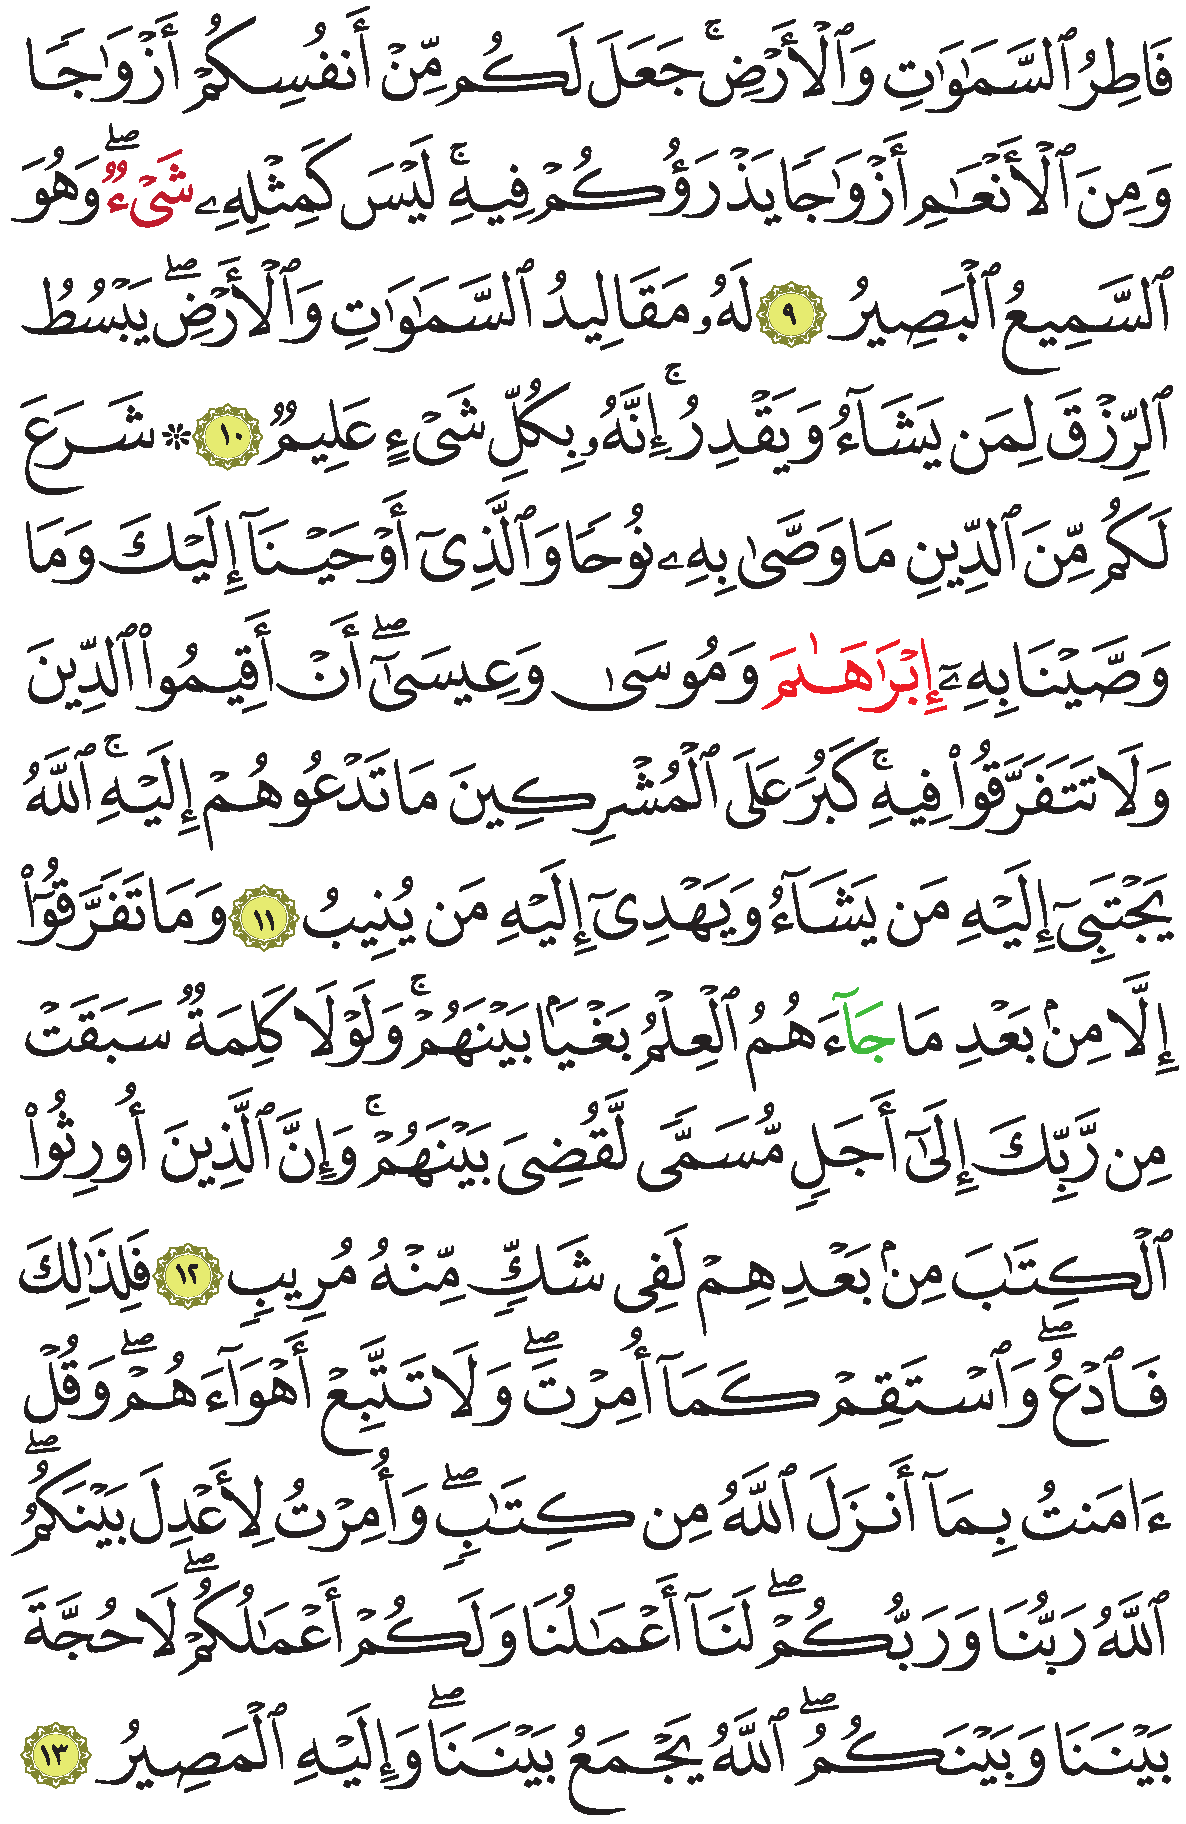 فَاطِرُ ٱلسَّمَٰوَٰتِ وَٱلْأَرْضِۚ جَعَلَ لَكُم مِّنْ أَنفُسِكُمْ أَزْوَٰجًا
وَمِنَ ٱلْأَنْعَٰمِ أَزْوَٰجًا يَذْرَؤُكُمْ فِيهِۚ لَيْسَ كَمِثْلِهِۦ شَىْءٌۖ وَهُوَ
ٱلسَّمِيعُ ٱلْبَصِيرُ ٩ لَهُۥ مَقَالِيدُ ٱلسَّمَٰوَٰتِ وَٱلْأَرْضِۖ يَبْسُطُ
ٱلرِّزْقَ لِمَن يَشَآءُ وَيَقْدِرُۚ إِنَّهُۥ بِكُلِّ شَىْءٍ عَلِيمٌ ١٠ ۞ شَرَعَ
لَكُم مِّنَ ٱلدِّينِ مَا وَصَّىٰ بِهِۦ نُوحًا وَٱلَّذِىٓ أَوْحَيْنَآ إِلَيْكَ وَمَا
وَصَّيْنَا بِهِۦٓ إِبْرَاهَٰمَ وَمُوسَىٰ وَعِيسَىٰٓۖ أَنْ أَقِيمُوا۟ ٱلدِّينَ
وَلَا تَتَفَرَّقُوا۟ فِيهِۚ كَبُرَ عَلَى ٱلْمُشْرِكِينَ مَا تَدْعُوهُمْ إِلَيْهِۚ ٱللَّهُ
يَجْتَبِىٓ إِلَيْهِ مَن يَشَآءُ وَيَهْدِىٓ إِلَيْهِ مَن يُنِيبُ ١١ وَمَا تَفَرَّقُوٓا۟
إِلَّا مِنۢ بَعْدِ مَا جَآءَهُمُ ٱلْعِلْمُ بَغْيًۢا بَيْنَهُمْۚ وَلَوْلَا كَلِمَةٌ سَبَقَتْ
مِن رَّبِّكَ إِلَىٰٓ أَجَلٍ مُّسَمًّى لَّقُضِىَ بَيْنَهُمْۚ وَإِنَّ ٱلَّذِينَ أُورِثُوا۟
ٱلْكِتَٰبَ مِنۢ بَعْدِهِمْ لَفِى شَكٍّ مِّنْهُ مُرِيبٍ ١٢ فَلِذَٰلِكَ
فَٱدْعُۖ وَٱسْتَقِمْ كَمَآ أُمِرْتَۖ وَلَا تَتَّبِعْ أَهْوَآءَهُمْۖ وَقُلْ
ءَامَنتُ بِمَآ أَنزَلَ ٱللَّهُ مِن كِتَٰبٍۖ وَأُمِرْتُ لِأَعْدِلَ بَيْنَكُمُۖ
ٱللَّهُ رَبُّنَا وَرَبُّكُمْۖ لَنَآ أَعْمَٰلُنَا وَلَكُمْ أَعْمَٰلُكُمْۖ لَا حُجَّةَ
بَيْنَنَا وَبَيْنَكُمُۖ ٱللَّهُ يَجْمَعُ بَيْنَنَاۖ وَإِلَيْهِ ٱلْمَصِيرُ ١٣